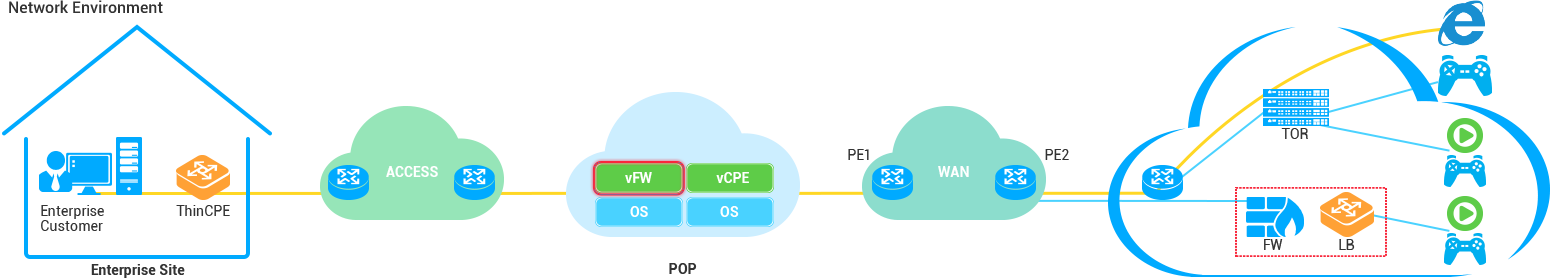 Network Environment
Enterprise
Customer
ThinCPE
Enterprise Site
ACCESS
vFW
vCPE
OS
OS
POP
PE1
WAN
PE2
TOR
FW
LB